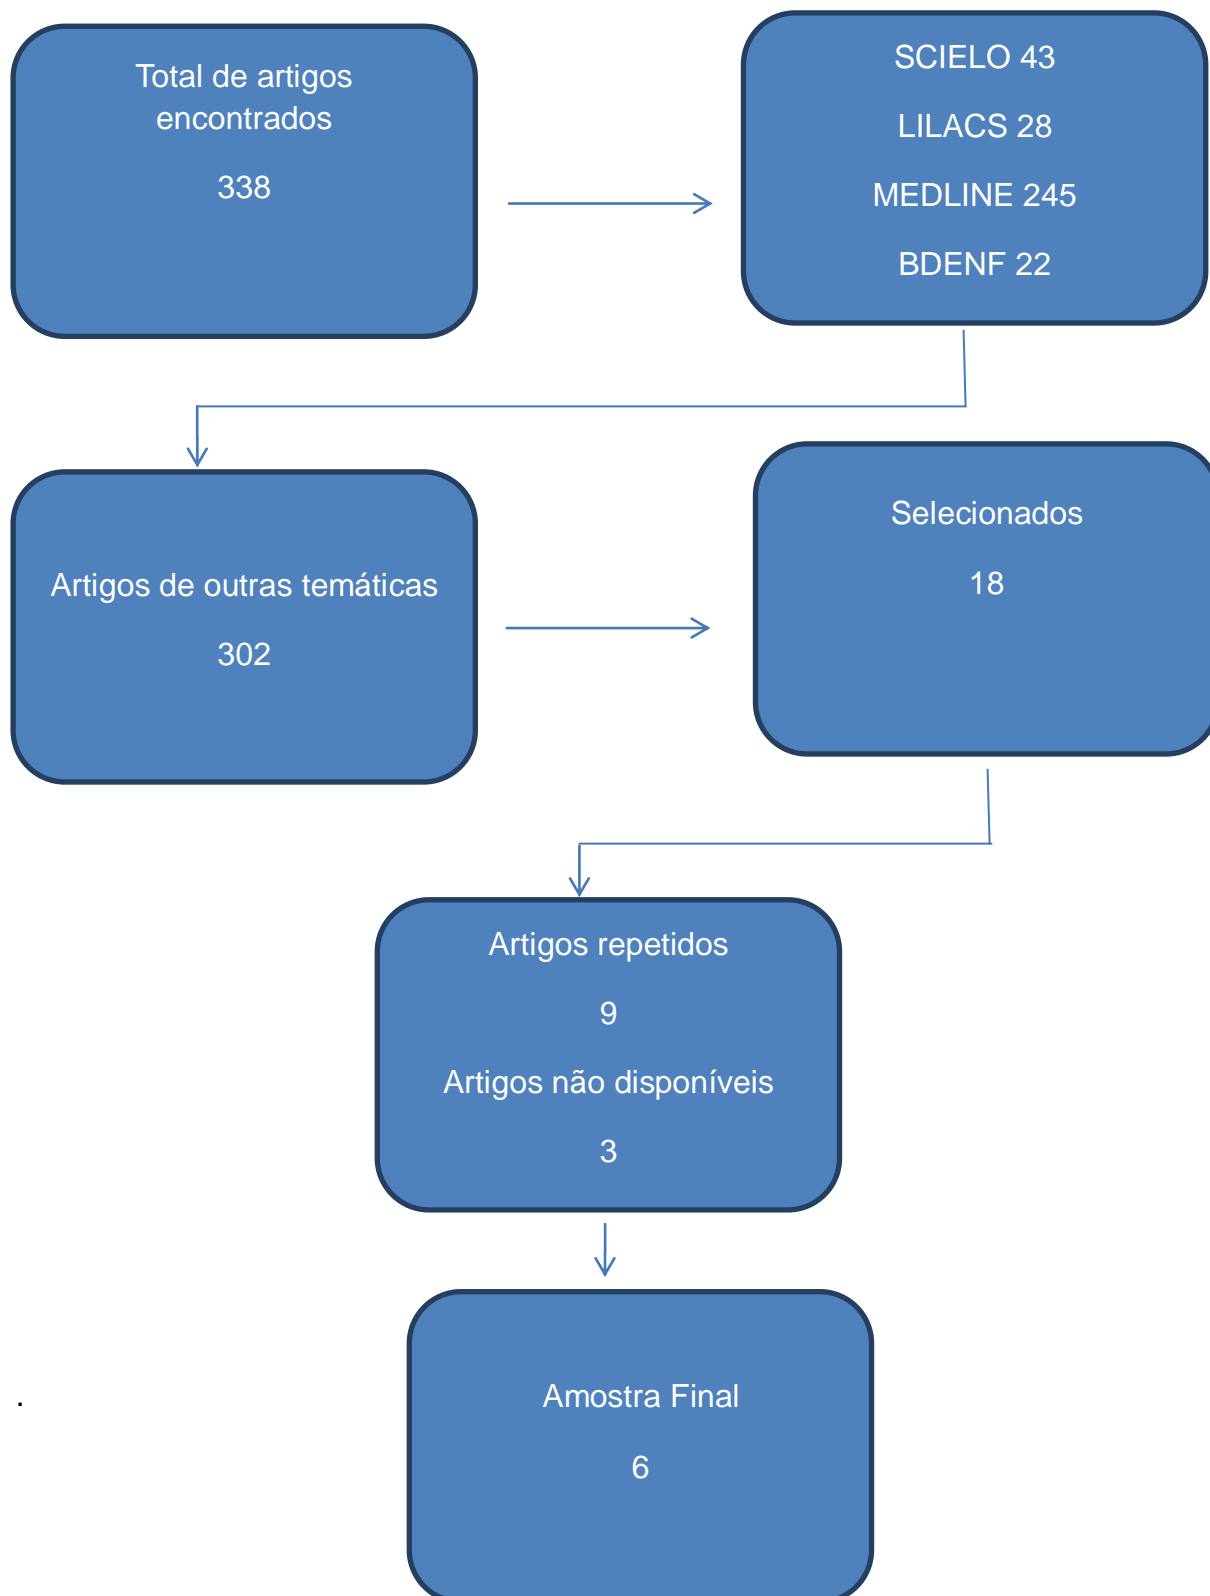 Total de artigos
encontrados
338
SCIELO 43
LILACS 28
MEDLINE 245
BDENF 22
Artigos de outras temáticas
302
Selecionados
18
Artigos repetidos
9
Artigos não disponíveis
3
Amostra Final
6
.